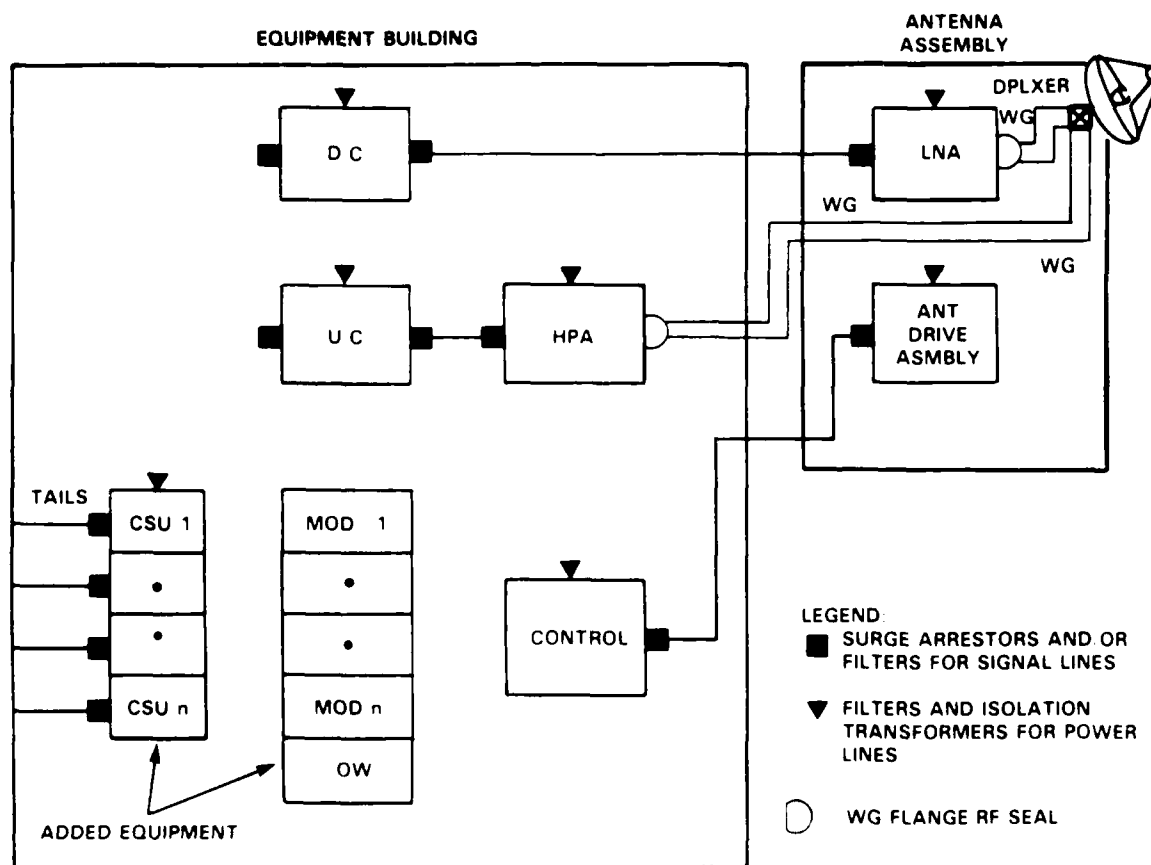 EQUIPMENT BUILDING
ANTENNA
ASSEMBLY
DPLXER
WG
D C
LNA
WG
WG
U C
HPA
ANT
DRIVE
ASMBLY
TAILS
CSU 1
MOD 1
CONTROL
CSU n
MOD n
OW
ADDED EQUIPMENT
LEGEND:
SURGE ARRESTORS AND/OR
FILTERS FOR SIGNAL LINES
FILTERS AND ISOLATION
TRANSFORMERS FOR POWER
LINES
WG FLANGE RF SEAL